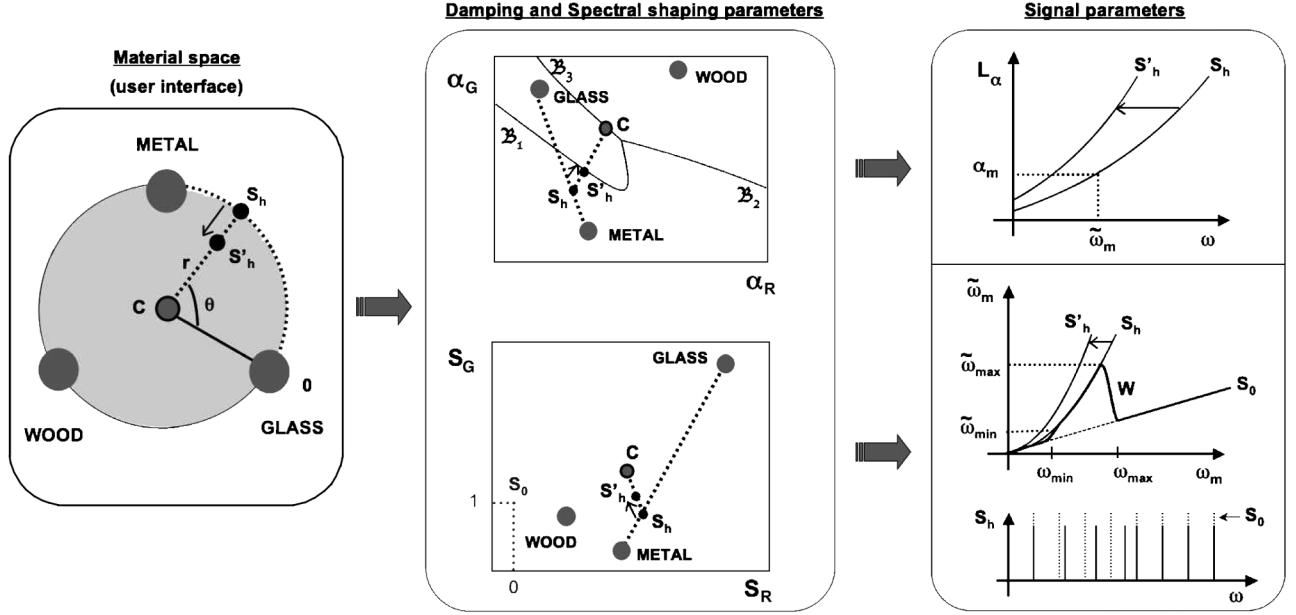 Material space
(user interface)
METAL
S_h
S'_h
r
C
θ
0
WOOD
GLASS
Damping and Spectral shaping parameters
α_G
𝔅_3
WOOD
GLASS
C
𝔅_1
S_h
S'_h
𝔅_2
METAL
α_R
S_G
GLASS
C
S_0
S'_h
1
S_h
WOOD
METAL
0
S_R
Signal parameters
L_α
S'_h
S_h
α_m
ω̃_m
ω
ω̃_m
S'_h
S_h
ω̃_max
W
S_0
ω̃_min
ω_min
ω_max
ω_m
S_h
S_0
ω